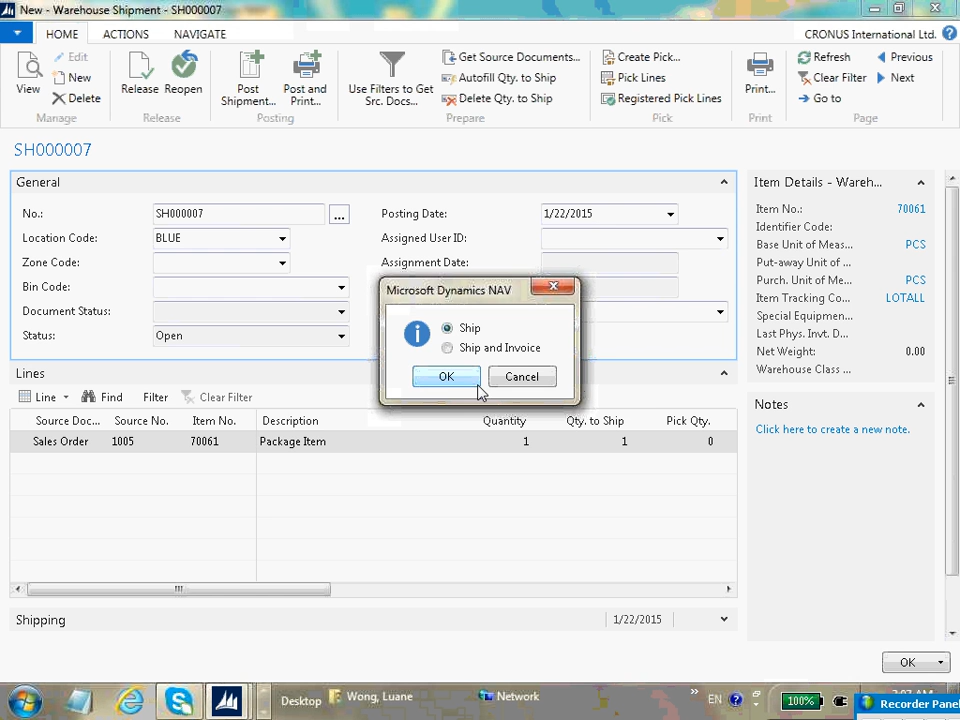 New - Warehouse Shipment - SH000007
HOME ACTIONS NAVIGATE CRONUS International Ltd.
View Edit New Delete
Manage
Release Reopen
Release
Post Shipment... Post and Print...
Posting
Use Filters to Get Src. Docs... Get Source Documents... Autofill Qty. to Ship Delete Qty. to Ship
Prepare
Create Pick... Pick Lines Registered Pick Lines
Pick
Print...
Print
Refresh Clear Filter Go to Previous Next
Page
SH000007
General
No.: SH000007 ...
Location Code: BLUE
Zone Code:
Bin Code:
Document Status:
Status: Open
Posting Date: 1/22/2015
Assigned User ID:
Assignment Date:
Microsoft Dynamics NAV
Ship
Ship and Invoice
OK Cancel
Lines
Line Find Filter Clear Filter
Source Doc... Source No. Item No. Description Quantity Qty. to Ship Pick Qty.
Sales Order 1005 70061 Package Item 1 1 0
Shipping 1/22/2015
Item Details - Wareh...
Item No.: 70061
Identifier Code:
Base Unit of Meas... PCS
Put-away Unit of ...
Purch. Unit of Me... PCS
Item Tracking Co... LOTALL
Special Equipmen...
Last Phys. Invt. D...
Net Weight: 0.00
Warehouse Class ...
Notes
Click here to create a new note.
OK
Desktop Wong, Luane Network » EN 100%
Recorder Pane